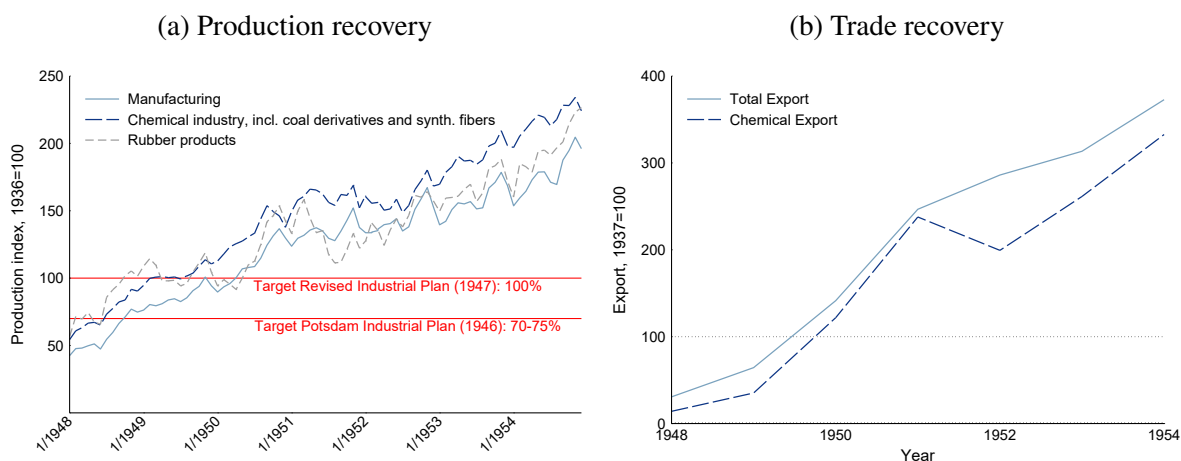 (a) Production recovery
Production index, 1936=100
250
200
150
100
50
Manufacturing
Chemical industry, incl. coal derivatives and synth. fibers
Rubber products
Target Revised Industrial Plan (1947): 100%
Target Potsdam Industrial Plan (1946): 70-75%
1/1948
1/1949
1/1950
1/1951
1/1952
1/1953
1/1954
(b) Trade recovery
Export, 1937=100
400
300
200
100
0
Total Export
Chemical Export
1948
1950
1952
1954
Year